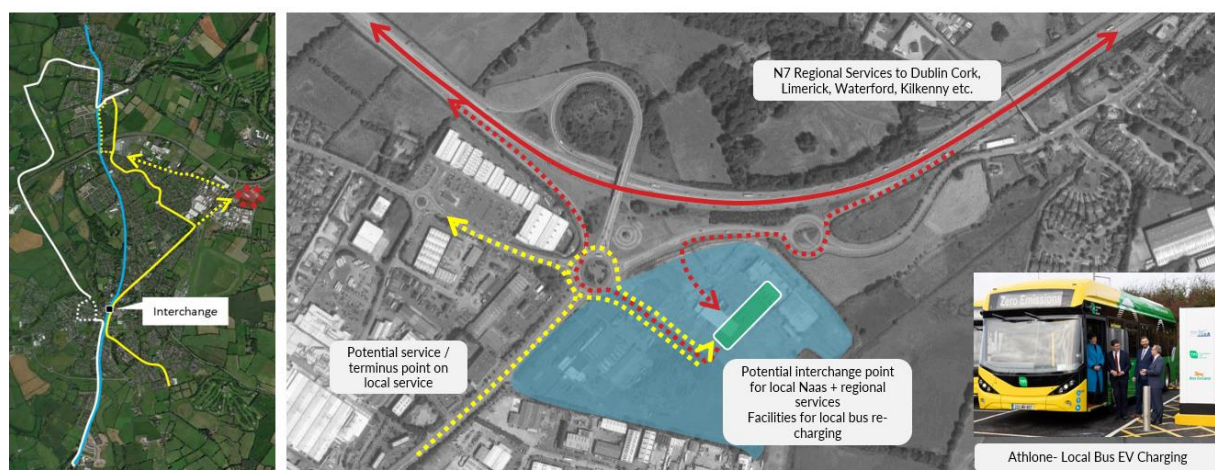 Interchange
N7 Regional Services to Dublin Cork,
Limerick, Waterford, Kilkenny etc.
Potential service /
terminus point on
local service
Potential interchange point
for local Naas + regional
services
Facilities for local bus re-
charging
Zero Emissions
Athlone- Local Bus EV Charging